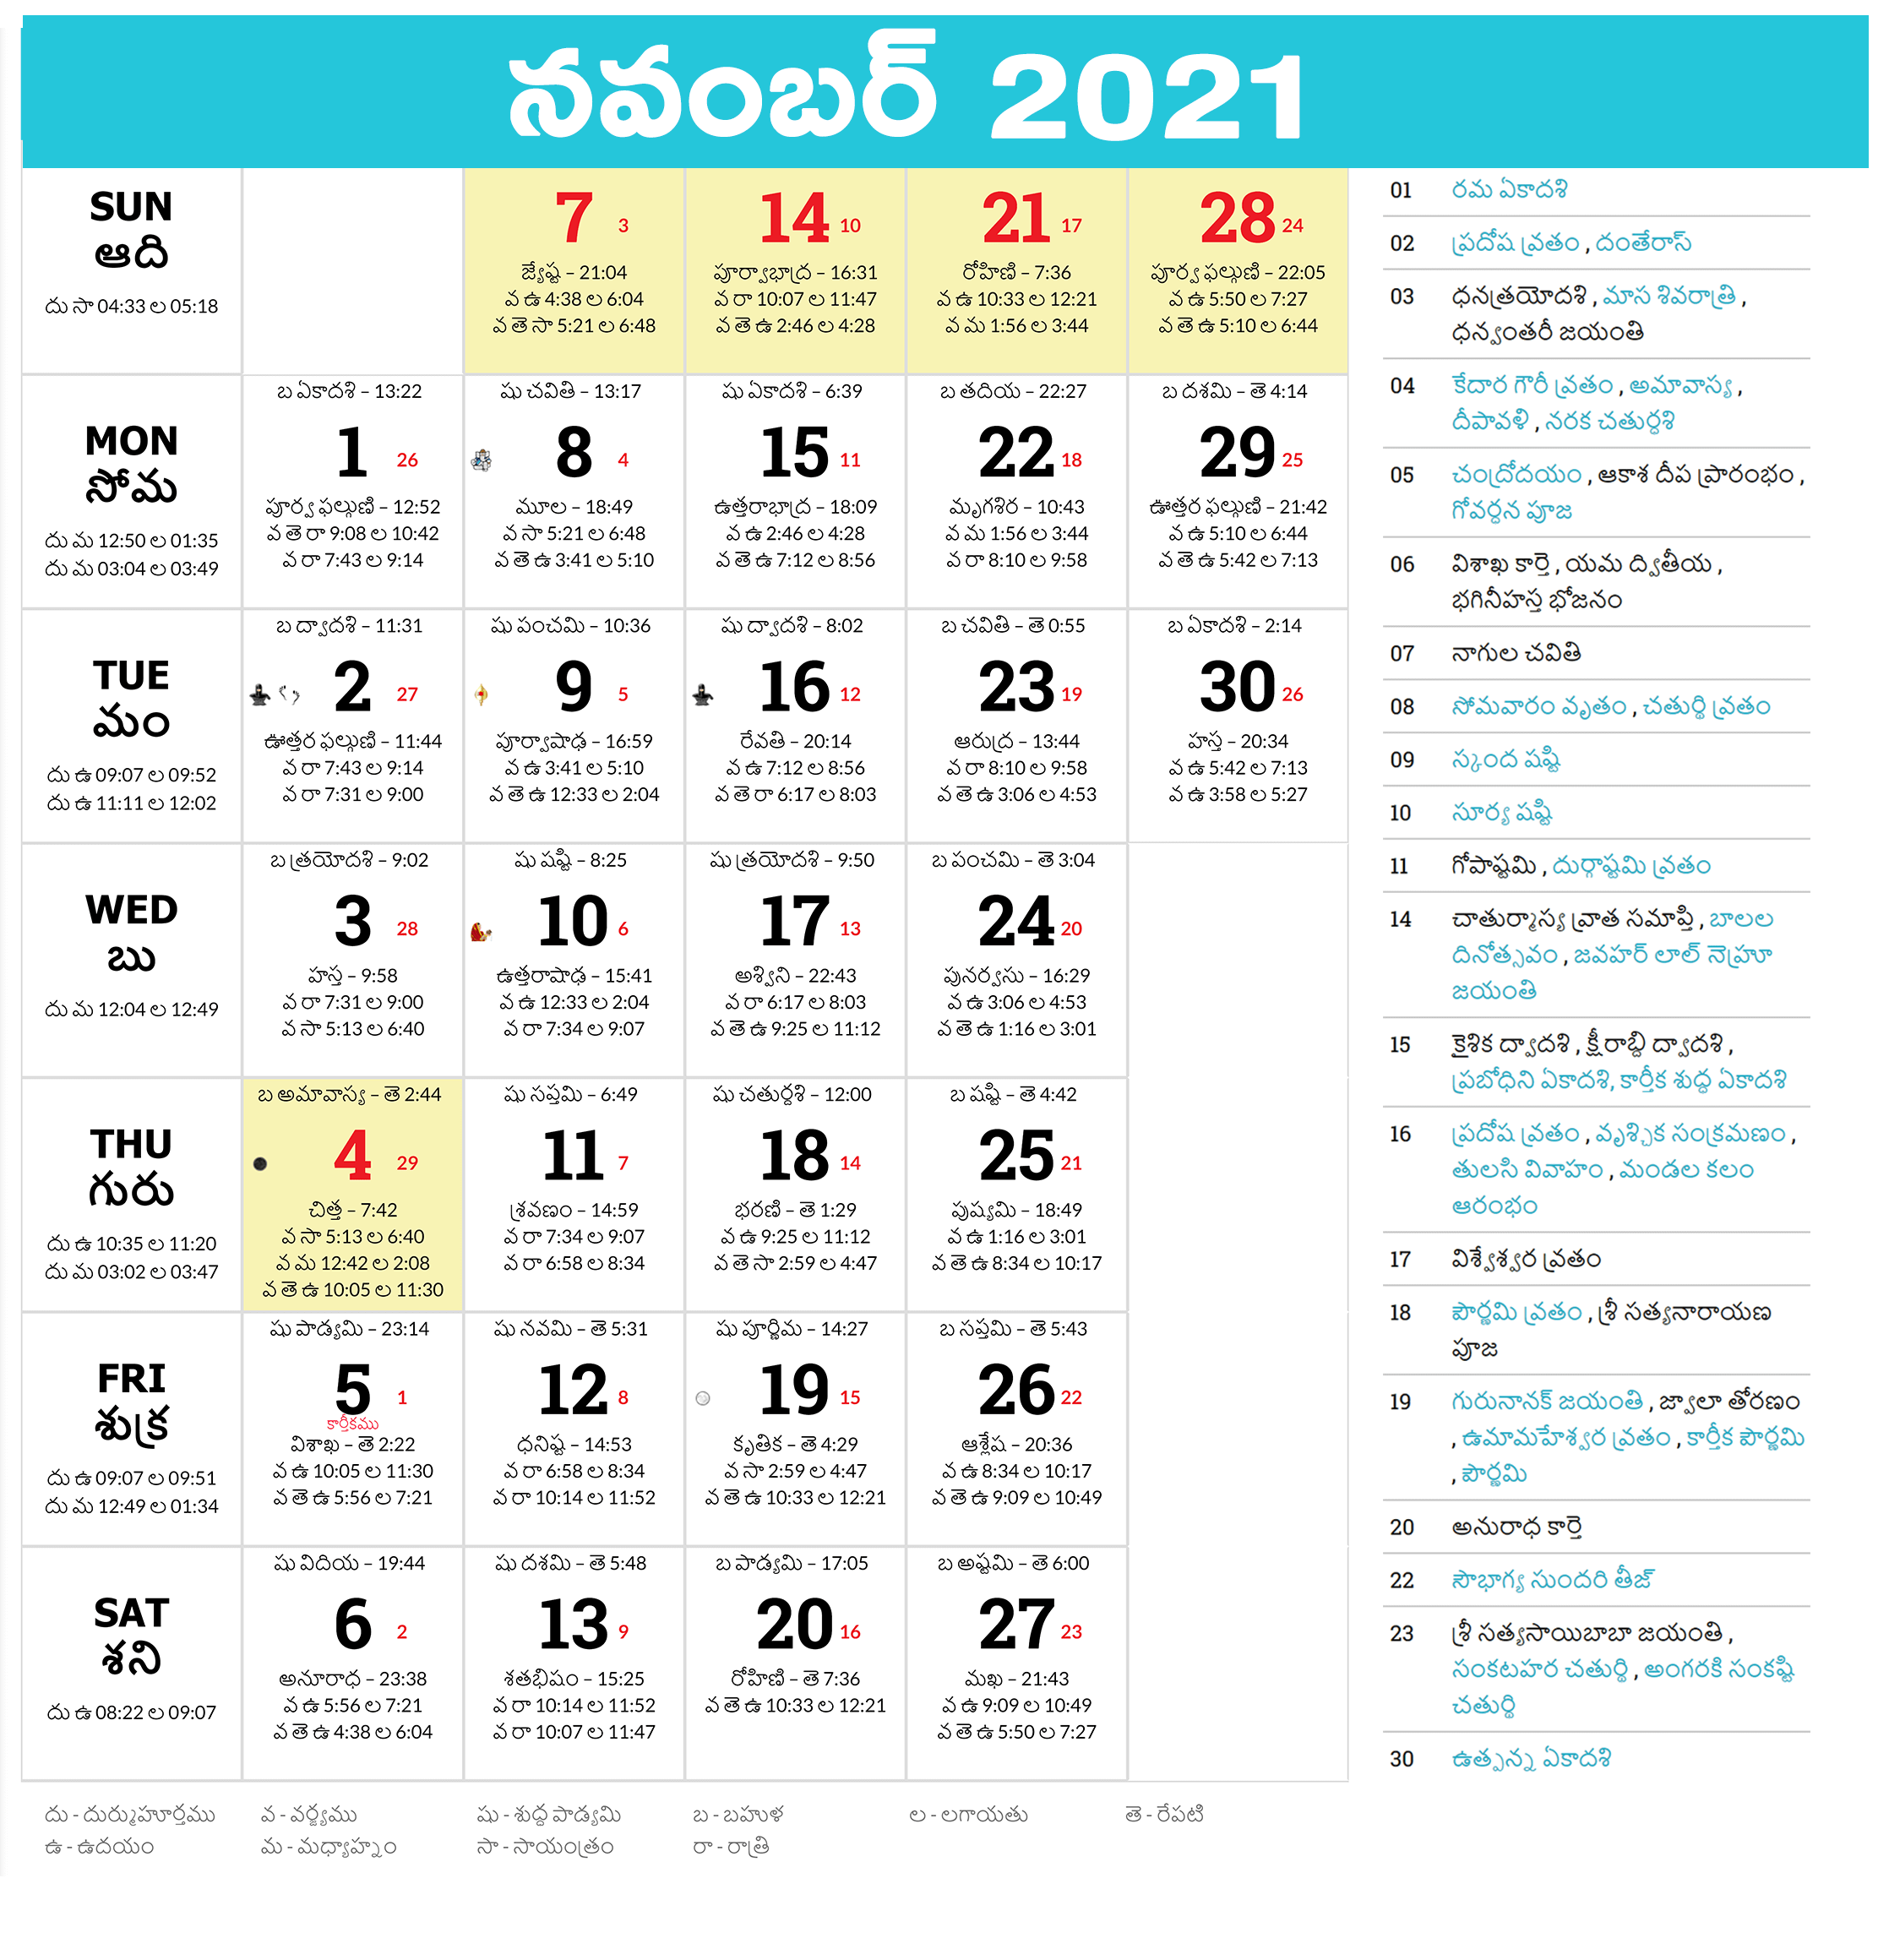 నవంబర్ 2021
SUN
ఆది
దు సా 04:33 ల 05:18
7 3
జ్యేష్ట – 21:04
వ ఉ 4:38 ల 6:04
వ తె సా 5:21 ల 6:48
14 10
పూర్వాభాద్ర – 16:31
వ రా 10:07 ల 11:47
వ తె ఉ 2:46 ల 4:28
21 17
రోహిణి – 7:36
వ ఉ 10:33 ల 12:21
వ మ 1:56 ల 3:44
28 24
పూర్వ ఫల్గుణి – 22:05
వ ఉ 5:50 ల 7:27
వ తె ఉ 5:10 ల 6:44
MON
సోమ
దు మ 12:50 ల 01:35
దు మ 03:04 ల 03:49
బ ఏకాదశి – 13:22
1 26
పూర్వ ఫల్గుణి – 12:52
వ తె రా 9:08 ల 10:42
వ రా 7:43 ల 9:14
షు చవితి – 13:17
8 4
మూల – 18:49
వ సా 5:21 ల 6:48
వ తె ఉ 3:41 ల 5:10
షు ఏకాదశి – 6:39
15 11
ఉత్తరాభాద్ర – 18:09
వ ఉ 2:46 ల 4:28
వ తె ఉ 7:12 ల 8:56
బ తదియ – 22:27
22 18
మృగశిర – 10:43
వ మ 1:56 ల 3:44
వ రా 8:10 ల 9:58
బ దశమి – తె 4:14
29 25
ఊత్తర ఫల్గుణి – 21:42
వ ఉ 5:10 ల 6:44
వ తె ఉ 5:42 ల 7:13
TUE
మం
దు ఉ 09:07 ల 09:52
దు ఉ 11:11 ల 12:02
బ ద్వాదశి – 11:31
2 27
ఊత్తర ఫల్గుణి – 11:44
వ రా 7:43 ల 9:14
వ రా 7:31 ల 9:00
షు పంచమి – 10:36
9 5
పూర్వాషాఢ – 16:59
వ ఉ 3:41 ల 5:10
వ తె ఉ 12:33 ల 2:04
షు ద్వాదశి – 8:02
16 12
రేవతి – 20:14
వ ఉ 7:12 ల 8:56
వ తె రా 6:17 ల 8:03
బ చవితి – తె 0:55
23 19
ఆరుద్ర – 13:44
వ రా 8:10 ల 9:58
వ తె ఉ 3:06 ల 4:53
బ ఏకాదశి – 2:14
30 26
హస్త – 20:34
వ ఉ 5:42 ల 7:13
వ ఉ 3:58 ల 5:27
WED
బు
దు మ 12:04 ల 12:49
బ త్రయోదశి – 9:02
3 28
హస్త – 9:58
వ రా 7:31 ల 9:00
వ సా 5:13 ల 6:40
షు షష్టి – 8:25
10 6
ఉత్తరాషాఢ – 15:41
వ ఉ 12:33 ల 2:04
వ రా 7:34 ల 9:07
షు త్రయోదశి – 9:50
17 13
అశ్విని – 22:43
వ రా 6:17 ల 8:03
వ తె ఉ 9:25 ల 11:12
బ పంచమి – తె 3:04
24 20
పునర్వసు – 16:29
వ ఉ 3:06 ల 4:53
వ తె ఉ 1:16 ల 3:01
THU
గురు
దు ఉ 10:35 ల 11:20
దు మ 03:02 ల 03:47
బ అమావాస్య – తె 2:44
4 29
చిత్త – 7:42
వ సా 5:13 ల 6:40
వ మ 12:42 ల 2:08
వ తె ఉ 10:05 ల 11:30
షు సప్తమి – 6:49
11 7
శ్రవణం – 14:59
వ రా 7:34 ల 9:07
వ రా 6:58 ల 8:34
షు చతుర్దశి – 12:00
18 14
భరణి – తె 1:29
వ ఉ 9:25 ల 11:12
వ తె సా 2:59 ల 4:47
బ షష్టి – తె 4:42
25 21
పుష్యమి – 18:49
వ ఉ 1:16 ల 3:01
వ తె ఉ 8:34 ల 10:17
FRI
శుక్ర
దు ఉ 09:07 ల 09:51
దు మ 12:49 ల 01:34
షు పాడ్యమి – 23:14
5 1
కార్తీకము
విశాఖ – తె 2:22
వ ఉ 10:05 ల 11:30
వ తె ఉ 5:56 ల 7:21
షు నవమి – తె 5:31
12 8
ధనిష్ట – 14:53
వ రా 6:58 ల 8:34
వ రా 10:14 ల 11:52
షు పూర్ణిమ – 14:27
19 15
కృతిక – తె 4:29
వ సా 2:59 ల 4:47
వ తె ఉ 10:33 ల 12:21
బ సప్తమి – తె 5:43
26 22
ఆశ్లేష – 20:36
వ ఉ 8:34 ల 10:17
వ తె ఉ 9:09 ల 10:49
SAT
శని
దు ఉ 08:22 ల 09:07
షు విదియ – 19:44
6 2
అనూరాధ – 23:38
వ ఉ 5:56 ల 7:21
వ తె ఉ 4:38 ల 6:04
షు దశమి – తె 5:48
13 9
శతభిషం – 15:25
వ రా 10:14 ల 11:52
వ రా 10:07 ల 11:47
బ పాడ్యమి – 17:05
20 16
రోహిణి – తె 7:36
వ తె ఉ 10:33 ల 12:21
బ అష్టమి – తె 6:00
27 23
మఖ – 21:43
వ ఉ 9:09 ల 10:49
వ తె ఉ 5:50 ల 7:27
01 రమ ఏకాదశి
02 ప్రదోష వ్రతం , దంతేరాస్
03 ధనత్రయోదశి , మాస శివరాత్రి ,
ధన్వంతరీ జయంతి
04 కేదార గౌరీ వ్రతం , అమావాస్య ,
దీపావళి , నరక చతుర్దశి
05 చంద్రోదయం , ఆకాశ దీప ప్రారంభం ,
గోవర్దన పూజ
06 విశాఖ కార్తె , యమ ద్వితీయ ,
భగినీహస్త భోజనం
07 నాగుల చవితి
08 సోమవారం వృతం , చతుర్థి వ్రతం
09 స్కంద షష్టి
10 సూర్య షష్టి
11 గోపాష్టమి , దుర్గాష్టమి వ్రతం
14 చాతుర్మాస్య వ్రాత సమాప్తి , బాలల
దినోత్సవం , జవహర్ లాల్ నెహ్రూ
జయంతి
15 కైశిక ద్వాదశి , క్షీరాబ్ది ద్వాదశి ,
ప్రబోధిని ఏకాదశి, కార్తీక శుద్ద ఏకాదశి
16 ప్రదోష వ్రతం , వృశ్చిక సంక్రమణం ,
తులసి వివాహం , మండల కలం
ఆరంభం
17 విశ్వేశ్వర వ్రతం
18 పౌర్ణమి వ్రతం , శ్రీ సత్యనారాయణ
పూజ
19 గురునానక్ జయంతి , జ్వాలా తోరణం
, ఉమామహేశ్వర వ్రతం , కార్తీక పౌర్ణమి
, పౌర్ణమి
20 అనురాధ కార్తె
22 సౌభాగ్య సుందరి తీజ్
23 శ్రీ సత్యసాయిబాబా జయంతి ,
సంకటహర చతుర్థి , అంగరకి సంకష్టి
చతుర్థి
30 ఉత్పన్న ఏకాదశి
దు - దుర్ముహూర్తము వ - వర్జ్యము షు - శుద్ద పాడ్యమి బ - బహుళ ల - లగాయతు తె - రేపటి
ఉ - ఉదయం మ - మధ్యాహ్నం సా - సాయంత్రం రా - రాత్రి